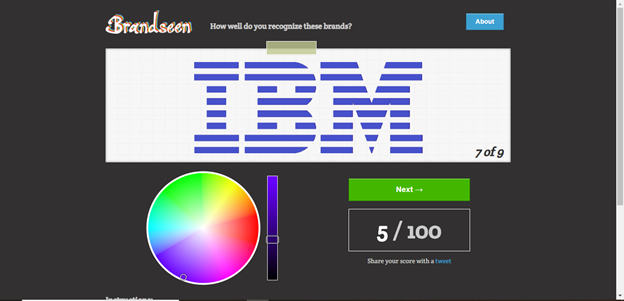 Brandseen
How well do you recognize these brands?
About
IBM
7 of 9
Next →
5 / 100
Share your score with a tweet
Instructions: